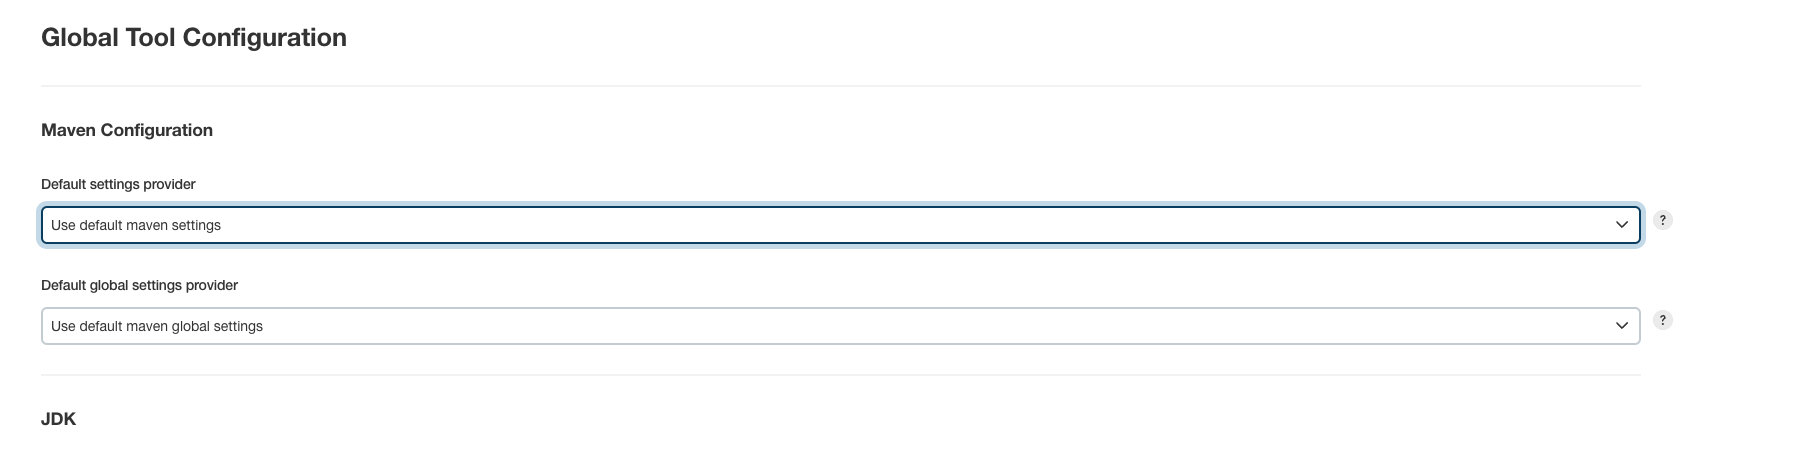 Global Tool Configuration
Maven Configuration
Default settings provider
Use default maven settings
?
Default global settings provider
Use default maven global settings
?
JDK